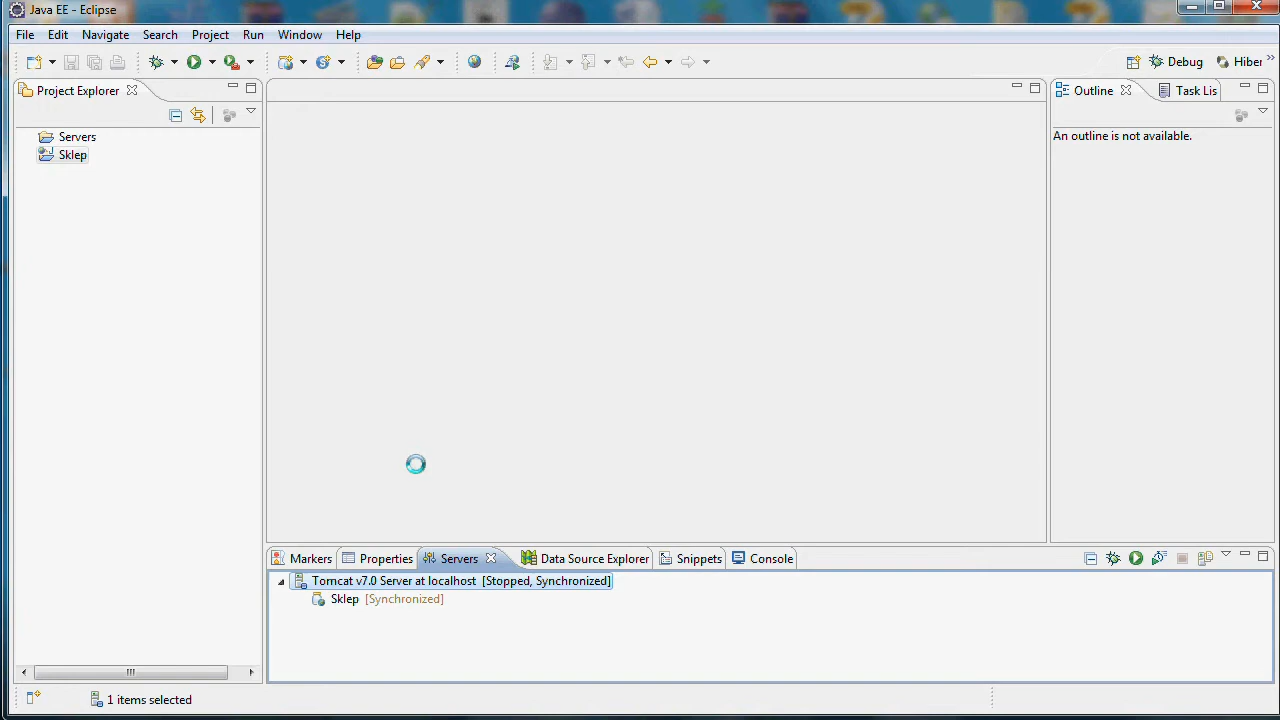 Java EE - Eclipse
File Edit Navigate Search Project Run Window Help
Debug Hiber
Project Explorer
Outline Task Lis
An outline is not available.
Servers
Sklep
Markers Properties Servers Data Source Explorer Snippets Console
Tomcat v7.0 Server at localhost [Stopped, Synchronized]
Sklep [Synchronized]
1 items selected